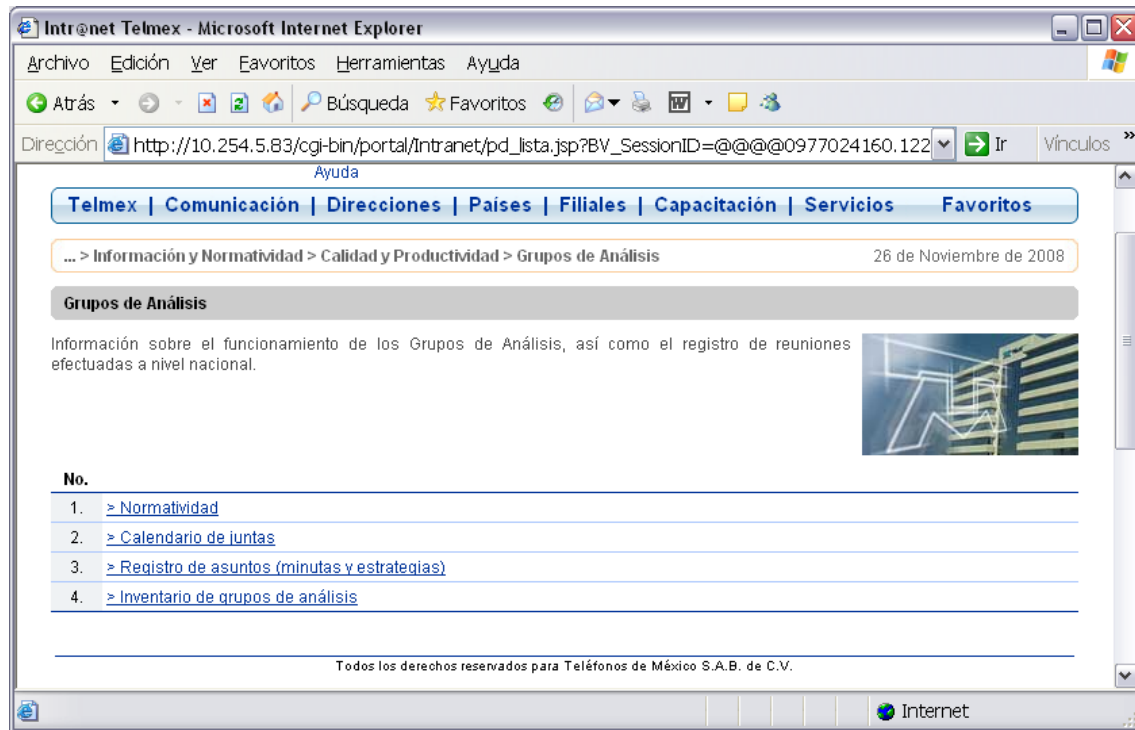 Intr@net Telmex - Microsoft Internet Explorer
Archivo Edición Ver Favoritos Herramientas Ayuda
Atrás Búsqueda Favoritos
Dirección http://10.254.5.83/cgi-bin/portal/Intranet/pd_lista.jsp?BV_SessionID=@@@@0977024160.122 Ir Vínculos »
Ayuda
Telmex | Comunicación | Direcciones | Países | Filiales | Capacitación | Servicios Favoritos
... > Información y Normatividad > Calidad y Productividad > Grupos de Análisis 26 de Noviembre de 2008
Grupos de Análisis
Información sobre el funcionamiento de los Grupos de Análisis, así como el registro de reuniones
efectuadas a nivel nacional.
No.
1. > Normatividad
2. > Calendario de juntas
3. > Registro de asuntos (minutas y estrategias)
4. > Inventario de grupos de análisis
Todos los derechos reservados para Teléfonos de México S.A.B. de C.V.
Internet